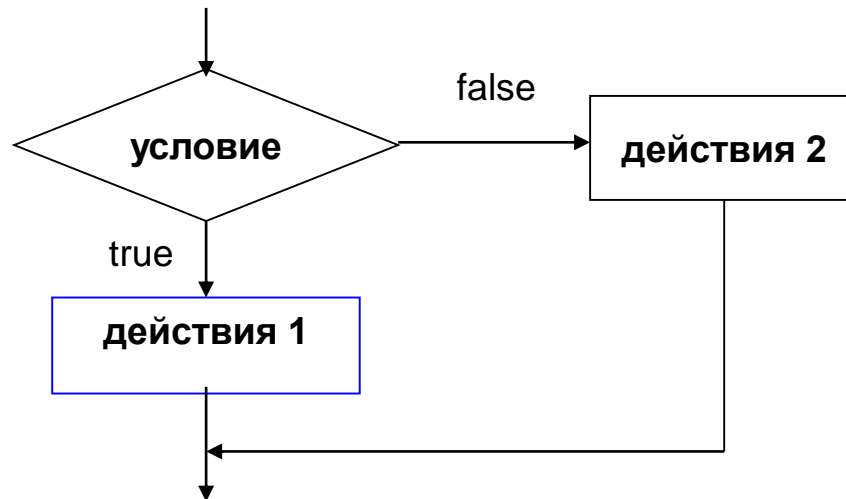 false
условие
действия 2
true
действия 1